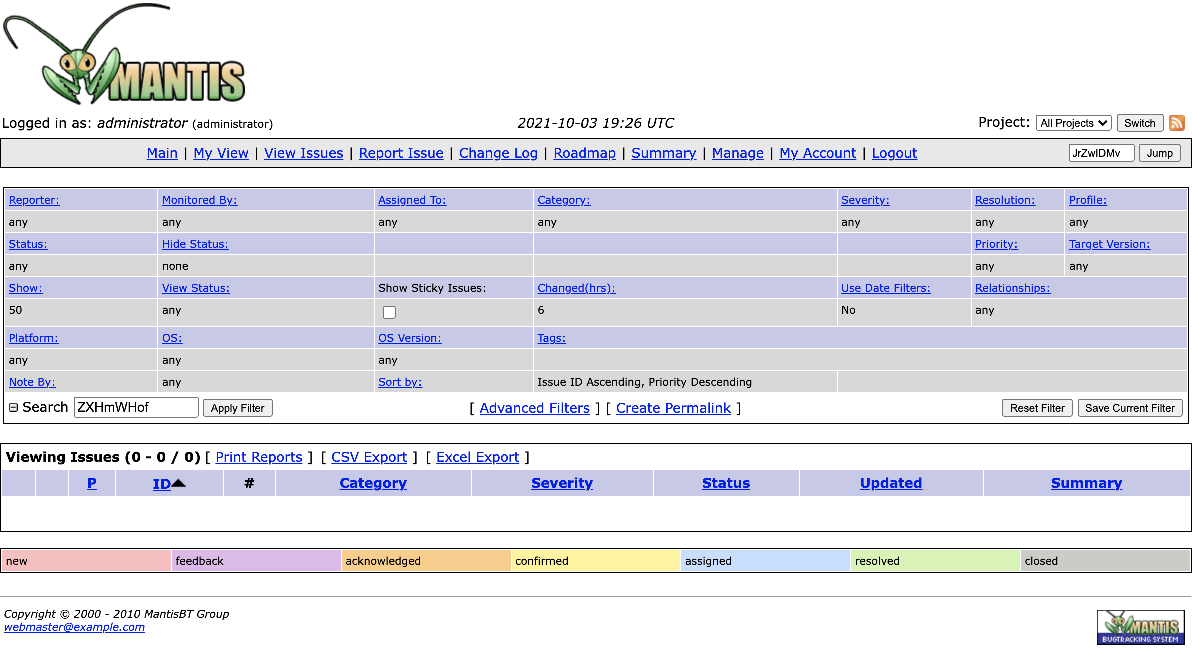 MANTIS
Logged in as: administrator (administrator) 2021-10-03 19:26 UTC Project: All Projects Switch
Main | My View | View Issues | Report Issue | Change Log | Roadmap | Summary | Manage | My Account | Logout JrZwIDMv Jump
Reporter: Monitored By: Assigned To: Category: Severity: Resolution: Profile:
any any any any any any any
Status: Hide Status: Priority: Target Version:
any none any any
Show: View Status: Show Sticky Issues: Changed(hrs): Use Date Filters: Relationships:
50 any 6 No any
Platform: OS: OS Version: Tags:
any any any
Note By: any Sort by: Issue ID Ascending, Priority Descending
Search ZXHmWHof Apply Filter [ Advanced Filters ] [ Create Permalink ] Reset Filter Save Current Filter
Viewing Issues (0 - 0 / 0) [ Print Reports ] [ CSV Export ] [ Excel Export ]
P ID # Category Severity Status Updated Summary
new feedback acknowledged confirmed assigned resolved closed
Copyright © 2000 - 2010 MantisBT Group
webmaster@example.com
MANTIS
BUGTRACKING SYSTEM